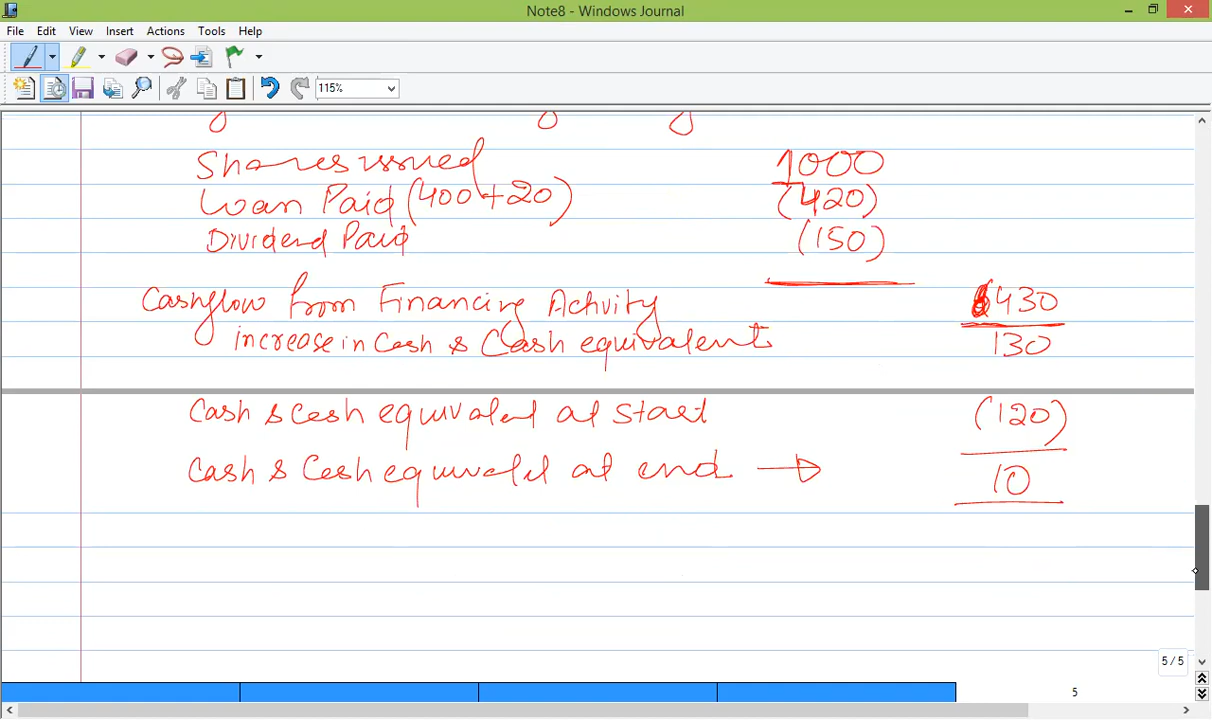 Note8 - Windows Journal
File Edit View Insert Actions Tools Help
115%
Shares issued 1000
Loan Paid (400+20) (420)
Dividend Paid (150)
Cashflow from Financing Activity 430
increase in Cash & Cash equivalent 130
Cash & Cash equivalent at start (120)
Cash & Cash equivalel at end → 10
5 / 5
5